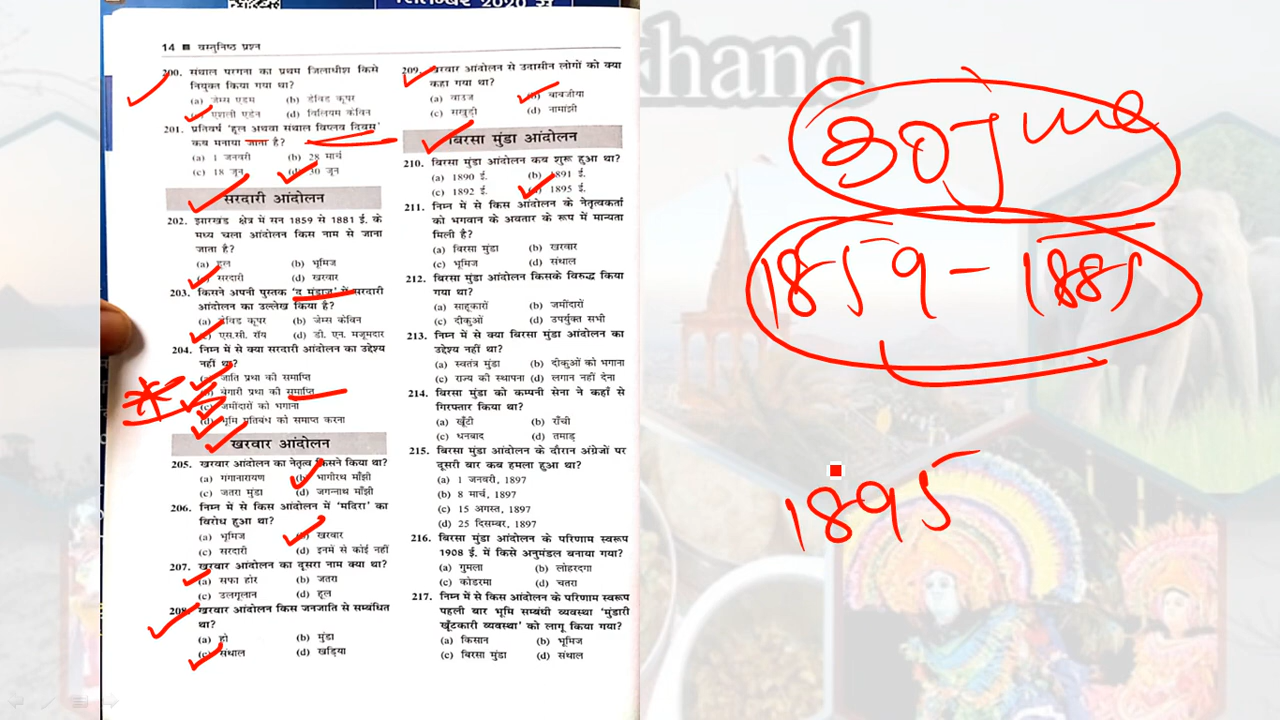 सितम्बर 2020 से
14 ■ वस्तुनिष्ठ प्रश्न
200. संथाल परगना का प्रथम जिलाधीश किसे
नियुक्त किया गया था?
(a) जेम्स एडम (b) डेविड कूपर
एशली एडेन (d) विलियम केविन
201. प्रतिवर्ष 'हूल अथवा संथाल विप्लव दिवस'
कब मनाया जाता है?
(a) 1 जनवरी (b) 28 मार्च
(c) 18 जून (d) 30 जून
सरदारी आंदोलन
202. झारखंड क्षेत्र में सन 1859 से 1881 ई. के
मध्य चला आंदोलन किस नाम से जाना
जाता है?
(a) हूल (b) भूमिज
सरदारी (d) खरवार
203. किसने अपनी पुस्तक 'द मुंडाज' में सरदारी
आंदोलन का उल्लेख किया है?
(a) डेविड कूपर (b) जेम्स केविन
एस.सी. रॉय (d) डी. एन. मजूमदार
204. निम्न में से क्या सरदारी आंदोलन का उद्देश्य
नहीं था?
जाति प्रथा की समाप्ति
(b) बेगारी प्रथा की समाप्ति
(c) जमींदारों को भगाना
(d) भूमि प्रतिबंध को समाप्त करना
खरवार आंदोलन
205. खरवार आंदोलन का नेतृत्व किसने किया था?
(a) गंगानारायण (b) भागीरथ माँझी
(c) जतरा मुंडा (d) जगन्नाथ माँझी
206. निम्न में से किस आंदोलन में 'मदिरा' का
विरोध हुआ था?
(a) भूमिज खरवार
(c) सरदारी (d) इनमें से कोई नहीं
207. खरवार आंदोलन का दूसरा नाम क्या था?
(a) सफा होर (b) जतरा
(c) उलगूलान (d) हूल
208. खरवार आंदोलन किस जनजाति से सम्बंधित
था?
(a) हो (b) मुंडा
(c) संथाल (d) खड़िया
209. खरवार आंदोलन से उदासीन लोगों को क्या
कहा गया था?
(a) वाउज (b) बाबजीया
(c) सखुड़ी (d) नामांझी
बिरसा मुंडा आंदोलन
210. बिरसा मुंडा आंदोलन कब शुरू हुआ था?
(a) 1890 ई. (b) 1891 ई.
(c) 1892 ई. 1895 ई.
211. निम्न में से किस आंदोलन के नेतृत्वकर्ता
को भगवान के अवतार के रूप में मान्यता
मिली है?
(a) बिरसा मुंडा (b) खरवार
(c) भूमिज (d) संथाल
212. बिरसा मुंडा आंदोलन किसके विरुद्ध किया
गया था?
(a) साहूकारों (b) जमींदारों
(c) दीकुओं (d) उपर्युक्त सभी
213. निम्न में से क्या बिरसा मुंडा आंदोलन का
उद्देश्य नहीं था?
(a) स्वतंत्र मुंडा (b) दीकुओं को भगाना
(c) राज्य की स्थापना (d) लगान नहीं देना
214. बिरसा मुंडा को कम्पनी सेना ने कहाँ से
गिरफ्तार किया था?
(a) खूँटी (b) राँची
(c) धनबाद (d) तमाड़
215. बिरसा मुंडा आंदोलन के दौरान अंग्रेजों पर
दूसरी बार कब हमला हुआ था?
(a) 1 जनवरी, 1897
(b) 8 मार्च, 1897
(c) 15 अगस्त, 1897
(d) 25 दिसम्बर, 1897
216. बिरसा मुंडा आंदोलन के परिणाम स्वरूप
1908 ई. में किसे अनुमंडल बनाया गया?
(a) गुमला (b) लोहरदगा
(c) कोडरमा (d) चतरा
217. निम्न में से किस आंदोलन के परिणाम स्वरूप
पहली बार भूमि सम्बंधी व्यवस्था 'मुंडारी
खूँटकारी व्यवस्था' को लागू किया गया?
(a) किसान (b) भूमिज
(c) बिरसा मुंडा (d) संथाल
khand
30 June
1859 - 1881
1895